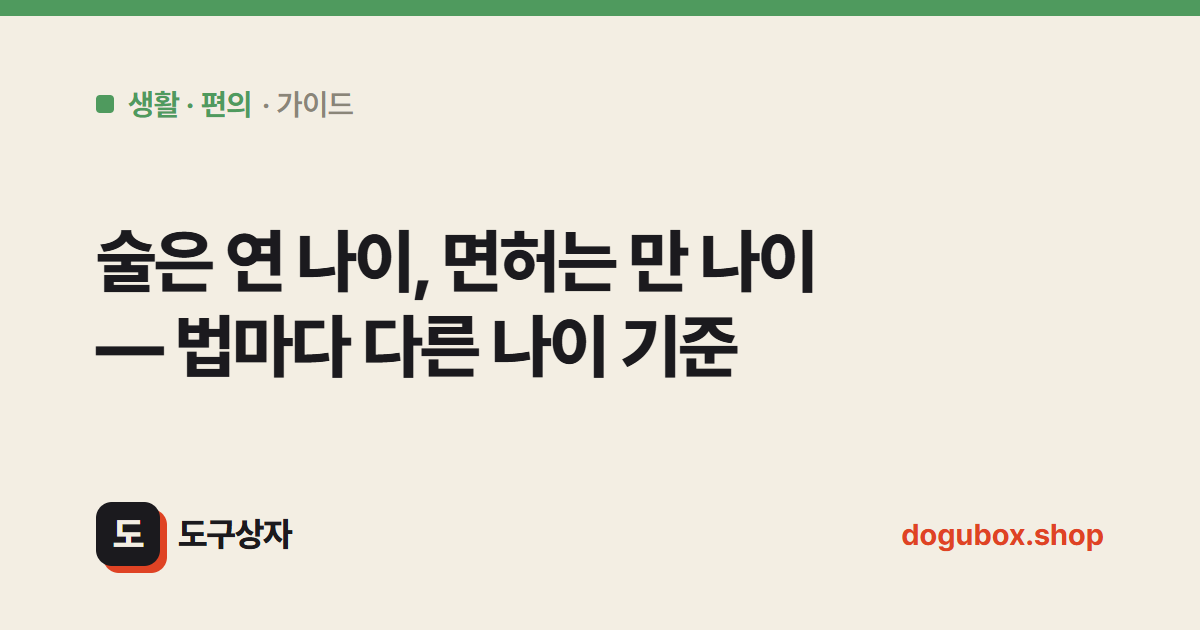 생활 · 편의 · 가이드
술은 연 나이, 면허는 만 나이
— 법마다 다른 나이 기준
도 도구상자
dogubox.shop